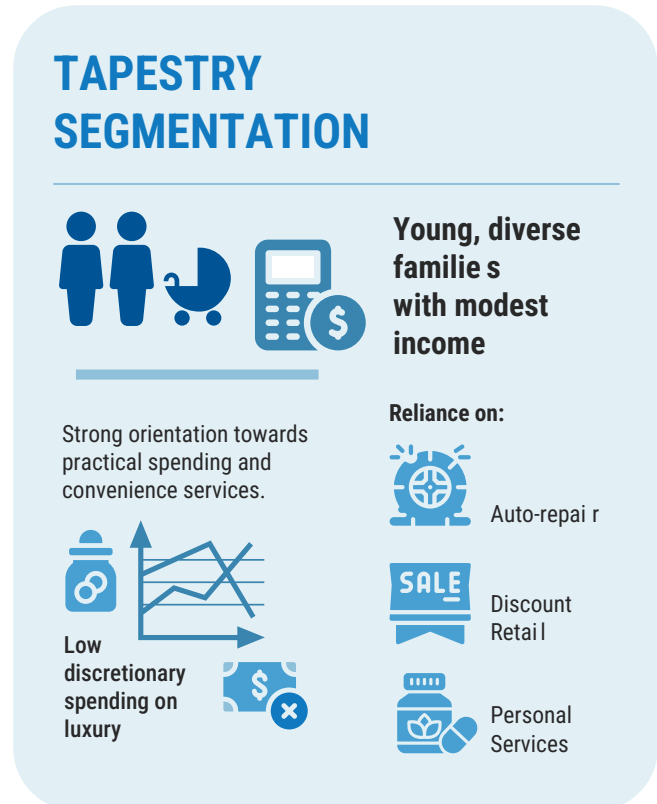 TAPESTRY
SEGMENTATION
Young, diverse
familie s
with modest
income
Strong orientation towards
practical spending and
convenience services.
Low
discretionary
spending on
luxury
$
$
Reliance on:
Auto-repai r
SALE
Discount
Retai l
Personal
Services